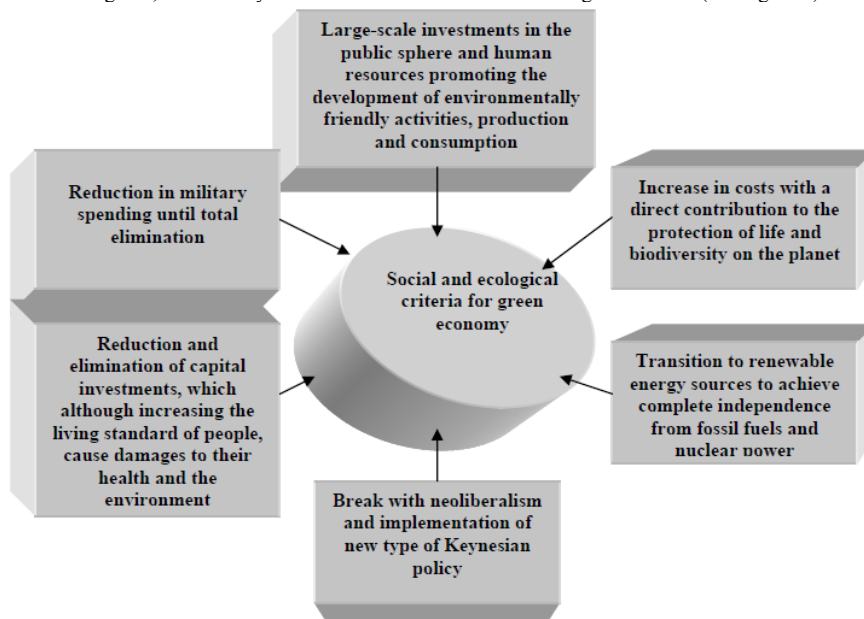 Large-scale investments in the
public sphere and human
resources promoting the
development of environmentally
friendly activities, production
and consumption
Reduction in military
spending until total
elimination
Increase in costs with a
direct contribution to the
protection of life and
biodiversity on the planet
Social and ecological
criteria for green
economy
Reduction and
elimination of capital
investments, which
although increasing the
living standard of people,
cause damages to their
health and the
environment
Transition to renewable
energy sources to achieve
complete independence
from fossil fuels and
nuclear power
Break with neoliberalism
and implementation of
new type of Keynesian
policy